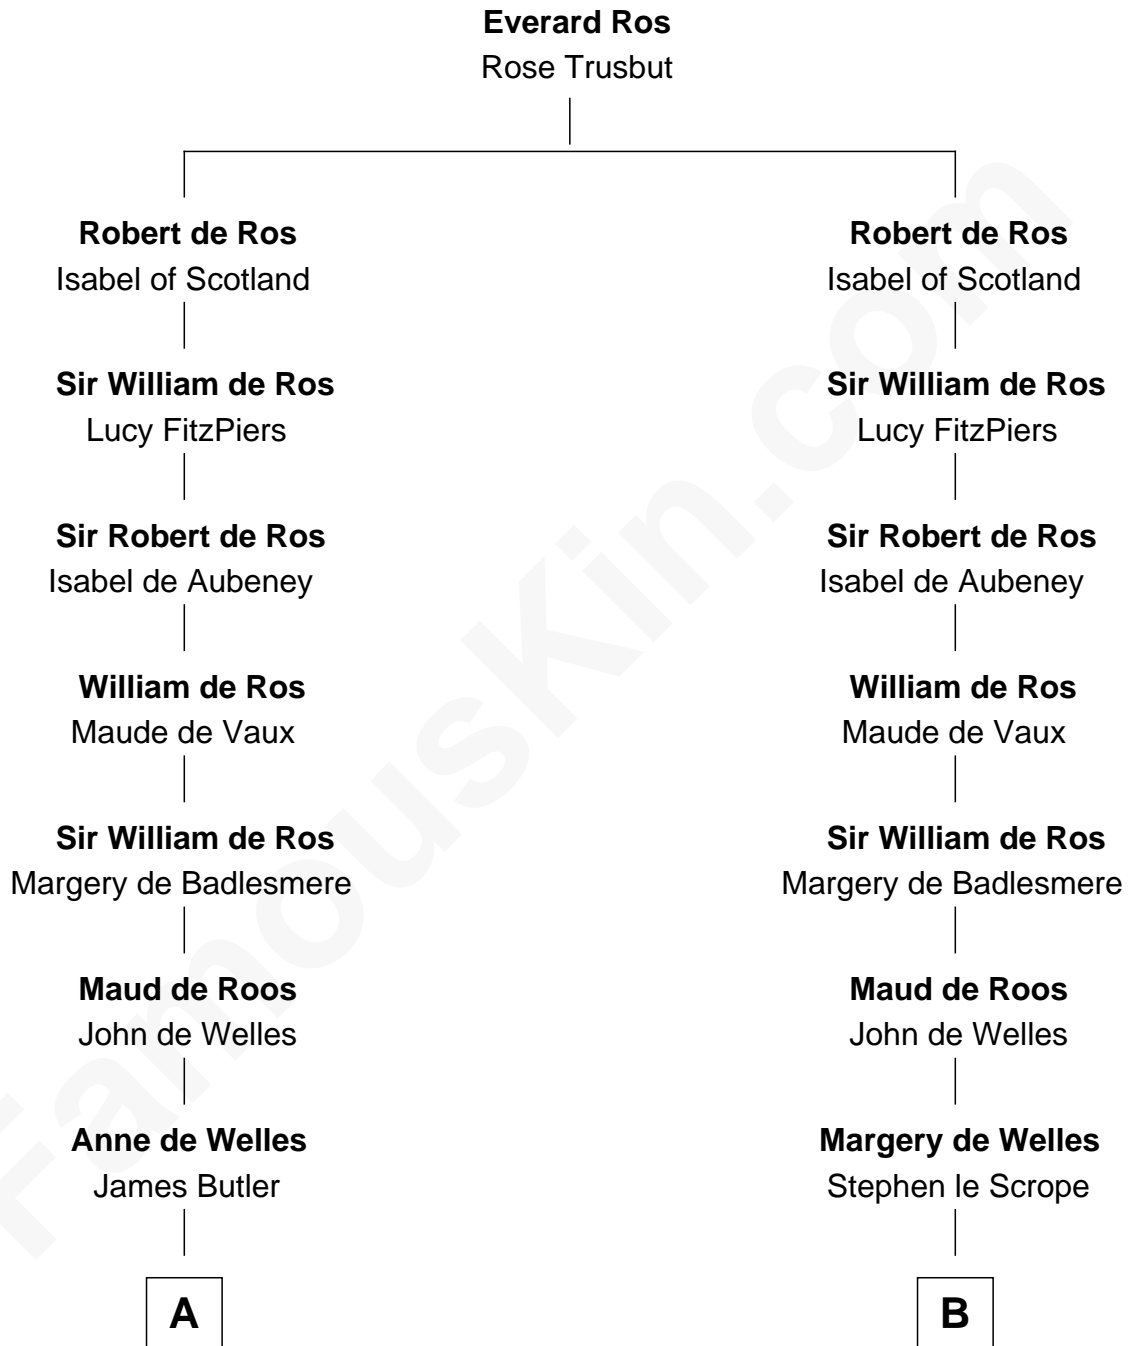 Everard Ros
Rose Trusbut
Robert de Ros
Isabel of Scotland
Sir William de Ros
Lucy FitzPiers
Sir Robert de Ros
Isabel de Aubeney
William de Ros
Maude de Vaux
Sir William de Ros
Margery de Badlesmere
Maud de Roos
John de Welles
Anne de Welles
James Butler
A
Robert de Ros
Isabel of Scotland
Sir William de Ros
Lucy FitzPiers
Sir Robert de Ros
Isabel de Aubeney
William de Ros
Maude de Vaux
Sir William de Ros
Margery de Badlesmere
Maud de Roos
John de Welles
Margery de Welles
Stephen le Scrope
B
FamousKin.com